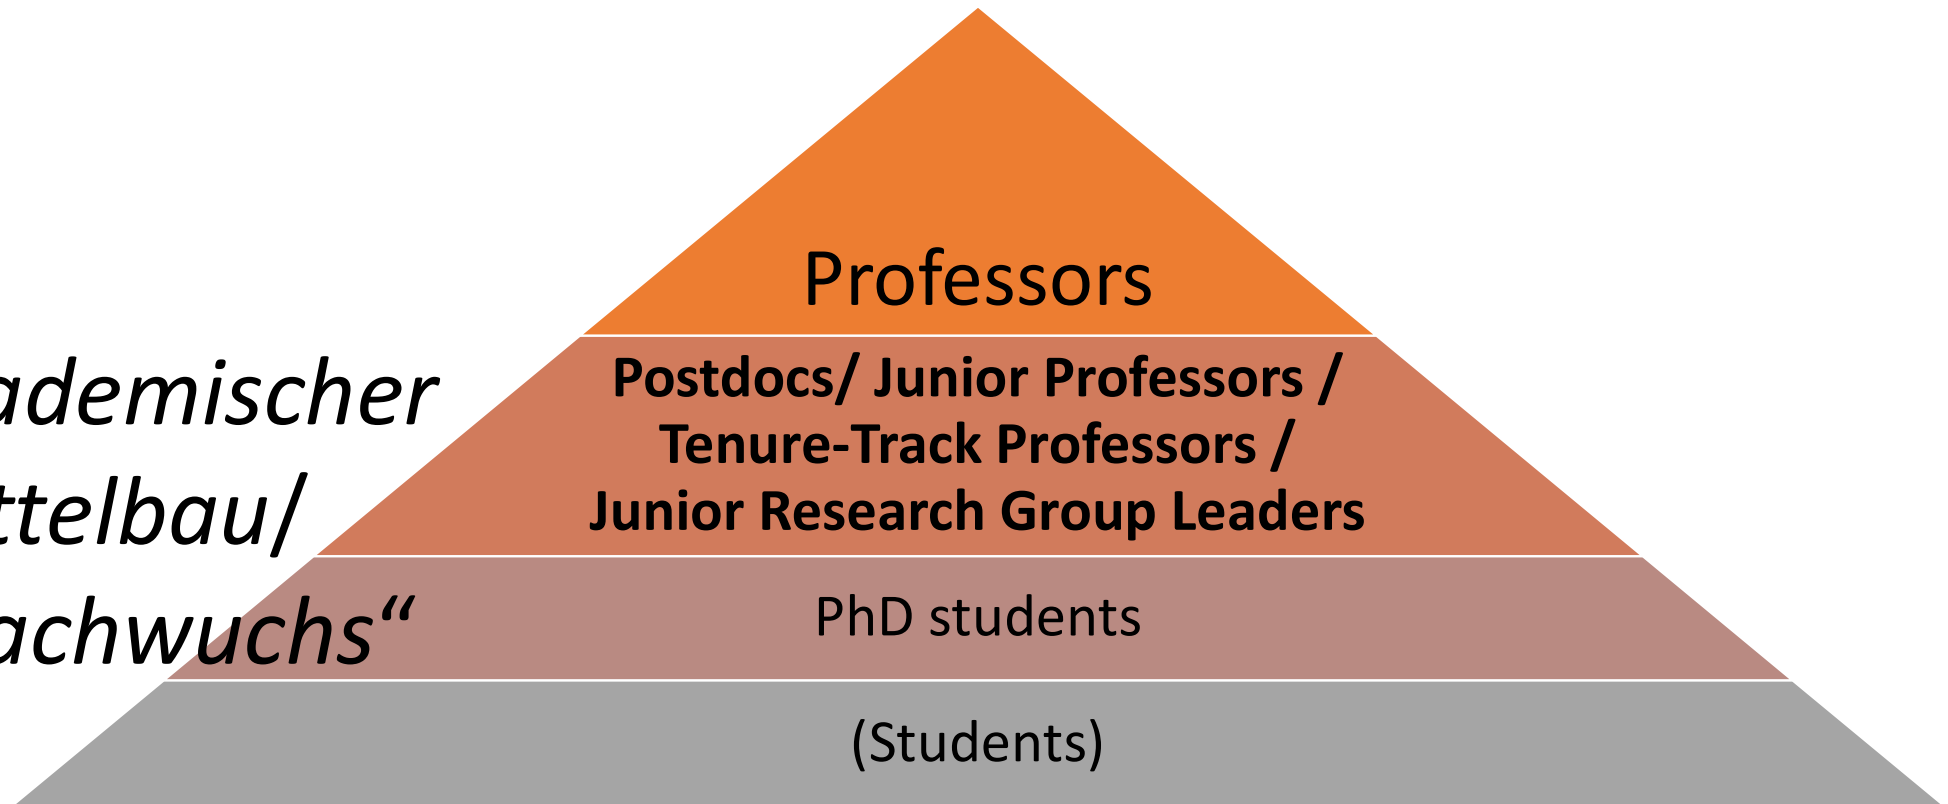 Professors
Postdocs/ Junior Professors /
Tenure-Track Professors /
Junior Research Group Leaders
ademischer
ttelbau/
achwuchs“
PhD students
(Students)